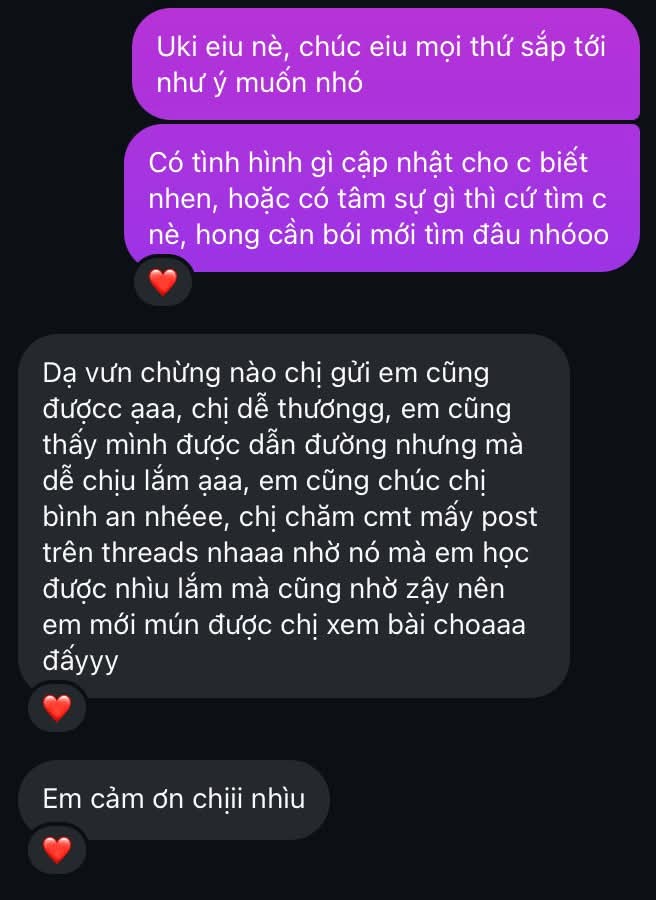 Uki eiu nè, chúc eiu mọi thứ sắp tới
như ý muốn nhó
Có tình hình gì cập nhật cho c biết
nhen, hoặc có tâm sự gì thì cứ tìm c
nè, hong cần bói mới tìm đâu nhóoo
Dạ vưn chừng nào chị gửi em cũng
đượcc ạaa, chị dễ thươngg, em cũng
thấy mình được dẫn đường nhưng mà
dễ chịu lắm ạaa, em cũng chúc chị
bình an nhéee, chị chăm cmt mấy post
trên threads nhaaa nhờ nó mà em học
được nhìu lắm mà cũng nhờ zậy nên
em mới mún được chị xem bài choaaa
đấyyy
Em cảm ơn chịii nhìu